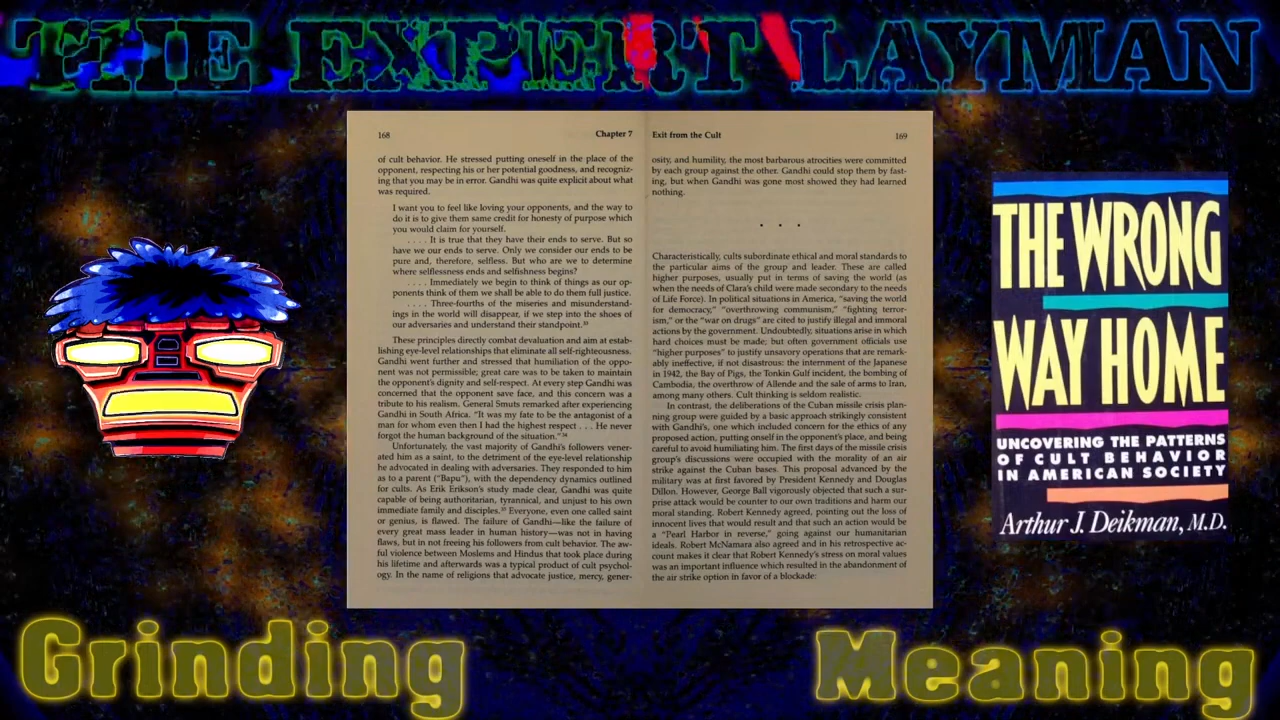 THE EXPERT LAYMAN
168
Chapter 7
of cult behavior. He stressed putting oneself in the place of the
opponent, respecting his or her potential goodness, and recogniz-
ing that you may be in error. Gandhi was quite explicit about what
was required.
I want you to feel like loving your opponents, and the way to
do it is to give them same credit for honesty of purpose which
you would claim for yourself.
. . . . It is true that they have their ends to serve. But so
have we our ends to serve. Only we consider our ends to be
pure and, therefore, selfless. But who are we to determine
where selflessness ends and selfishness begins?
. . . . Immediately we begin to think of things as our op-
ponents think of them we shall be able to do them full justice.
. . . . Three-fourths of the miseries and misunderstand-
ings in the world will disappear, if we step into the shoes of
our adversaries and understand their standpoint.³³
These principles directly combat devaluation and aim at estab-
lishing eye-level relationships that eliminate all self-righteousness.
Gandhi went further and stressed that humiliation of the oppo-
nent was not permissible; great care was to be taken to maintain
the opponent's dignity and self-respect. At every step Gandhi was
concerned that the opponent save face, and this concern was a
tribute to his realism. General Smuts remarked after experiencing
Gandhi in South Africa. "It was my fate to be the antagonist of a
man for whom even then I had the highest respect . . . He never
forgot the human background of the situation."³⁴
Unfortunately, the vast majority of Gandhi's followers vener-
ated him as a saint, to the detriment of the eye-level relationship
he advocated in dealing with adversaries. They responded to him
as to a parent ("Bapu"), with the dependency dynamics outlined
for cults. As Erik Erikson's study made clear, Gandhi was quite
capable of being authoritarian, tyrannical, and unjust to his own
immediate family and disciples.³⁵ Everyone, even one called saint
or genius, is flawed. The failure of Gandhi—like the failure of
every great mass leader in human history—was not in having
flaws, but in not freeing his followers from cult behavior. The aw-
ful violence between Moslems and Hindus that took place during
his lifetime and afterwards was a typical product of cult psychol-
ogy. In the name of religions that advocate justice, mercy, gener-
Exit from the Cult
169
osity, and humility, the most barbarous atrocities were committed
by each group against the other. Gandhi could stop them by fast-
ing, but when Gandhi was gone most showed they had learned
nothing.
. . .
Characteristically, cults subordinate ethical and moral standards to
the particular aims of the group and leader. These are called
higher purposes, usually put in terms of saving the world (as
when the needs of Clara's child were made secondary to the needs
of Life Force). In political situations in America, "saving the world
for democracy," "overthrowing communism," "fighting terror-
ism," or the "war on drugs" are cited to justify illegal and immoral
actions by the government. Undoubtedly, situations arise in which
hard choices must be made; but often government officials use
"higher purposes" to justify unsavory operations that are remark-
ably ineffective, if not disastrous: the internment of the Japanese
in 1942, the Bay of Pigs, the Tonkin Gulf incident, the bombing of
Cambodia, the overthrow of Allende and the sale of arms to Iran,
among many others. Cult thinking is seldom realistic.
In contrast, the deliberations of the Cuban missile crisis plan-
ning group were guided by a basic approach strikingly consistent
with Gandhi's, one which included concern for the ethics of any
proposed action, putting onself in the opponent's place, and being
careful to avoid humiliating him. The first days of the missile crisis
group's discussions were occupied with the morality of an air
strike against the Cuban bases. This proposal advanced by the
military was at first favored by President Kennedy and Douglas
Dillon. However, George Ball vigorously objected that such a sur-
prise attack would be counter to our own traditions and harm our
moral standing. Robert Kennedy agreed, pointing out the loss of
innocent lives that would result and that such an action would be
a "Pearl Harbor in reverse," going against our humanitarian
ideals. Robert McNamara also agreed and in his retrospective ac-
count makes it clear that Robert Kennedy's stress on moral values
was an important influence which resulted in the abandonment of
the air strike option in favor of a blockade:
THE WRONG
WAY HOME
UNCOVERING THE PATTERNS
OF CULT BEHAVIOR
IN AMERICAN SOCIETY
Arthur J. Deikman, M.D.
Grinding
Meaning